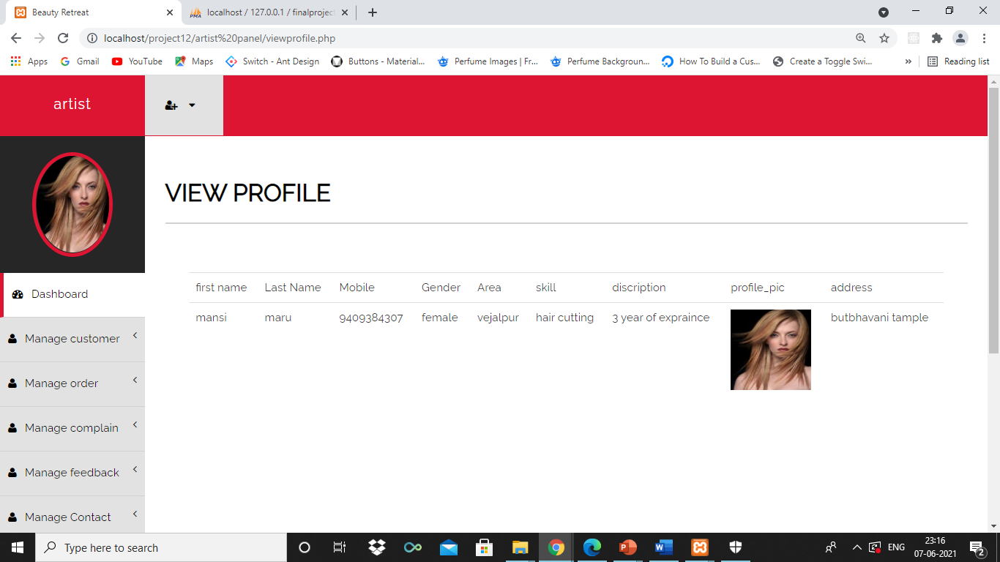 Beauty Retreat
localhost / 127.0.0.1 / finalproject
localhost/project12/artist%20panel/viewprofile.php
Apps Gmail YouTube Maps Switch - Ant Design Buttons - Material... Perfume Images | Fr... Perfume Backgroun... How To Build a Cus... Create a Toggle Swi... » Reading list
artist
VIEW PROFILE
Dashboard
Manage customer
Manage order
Manage complain
Manage feedback
Manage Contact
first name Last Name Mobile Gender Area skill discription profile_pic address
mansi maru 9409384307 female vejalpur hair cutting 3 year of expraince butbhavani tample
Type here to search
ENG
23:16
07-06-2021
2